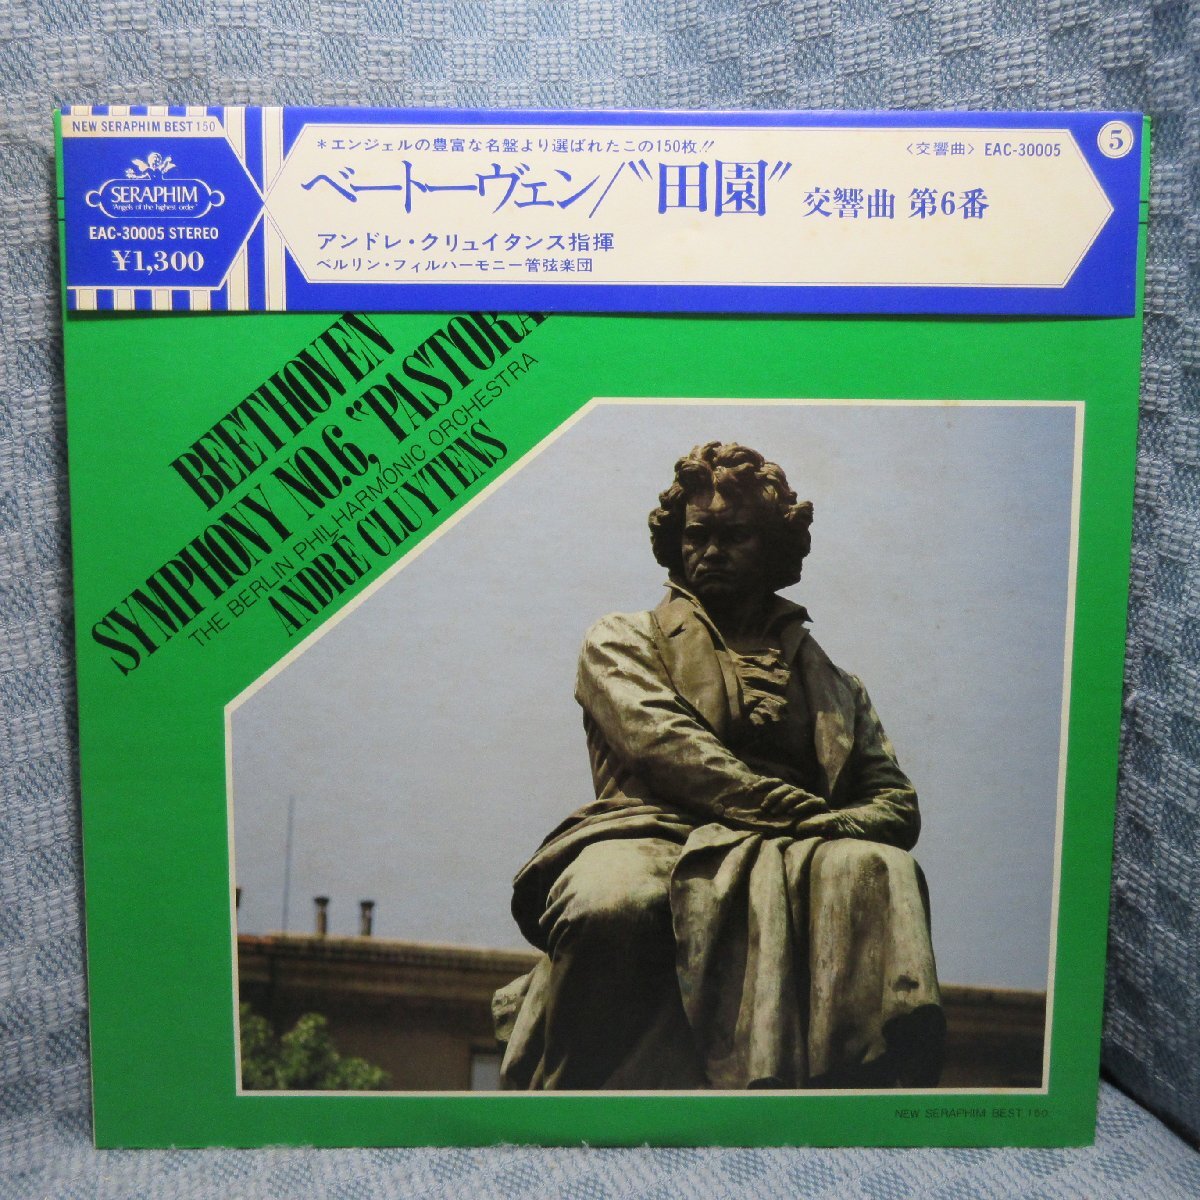 NEW SERAPHIM BEST 150
SERAPHIM
"Angels of the highest order"
EAC-30005 STEREO
¥1,300
*エンジェルの豊富な名盤より選ばれたこの150枚!!
〈交響曲〉 EAC-30005
5
ベートーヴェン/"田園" 交響曲 第6番
アンドレ・クリュイタンス指揮
ベルリン・フィルハーモニー管弦楽団
BEETHOVEN
SYMPHONY NO.6, "PASTORA
THE BERLIN PHILHARMONIC ORCHESTRA
ANDRÉ CLUYTENS
NEW SERAPHIM BEST 150